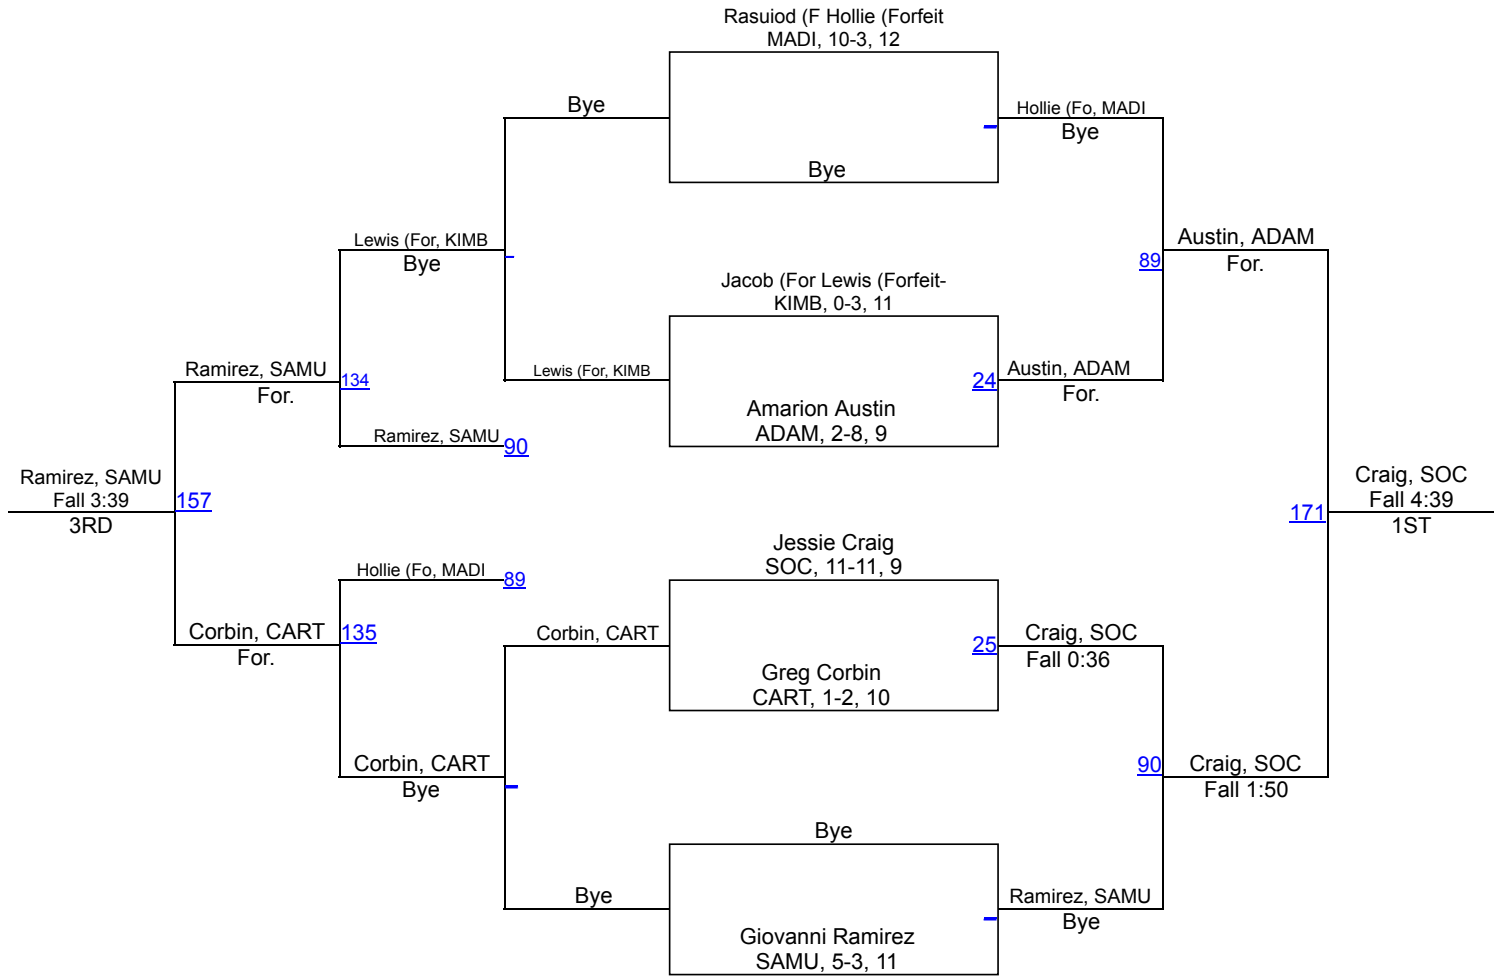 Rasuiod (F Hollie (Forfeit
MADI, 10-3, 12
Bye
Hollie (Fo, MADI
Bye
Bye
Lewis (For, KIMB
Bye
Austin, ADAM
For.
89
Jacob (For Lewis (Forfeit-
KIMB, 0-3, 11
Ramirez, SAMU
For.
134
Lewis (For, KIMB
24
Austin, ADAM
For.
Amarion Austin
ADAM, 2-8, 9
Ramirez, SAMU
90
Ramirez, SAMU
Fall 3:39
3RD
157
171
Craig, SOC
Fall 4:39
1ST
Jessie Craig
SOC, 11-11, 9
Hollie (Fo, MADI
89
Corbin, CART
For.
135
Corbin, CART
25
Craig, SOC
Fall 0:36
Greg Corbin
CART, 1-2, 10
Corbin, CART
Bye
90
Craig, SOC
Fall 1:50
Bye
Bye
Ramirez, SAMU
Bye
Giovanni Ramirez
SAMU, 5-3, 11